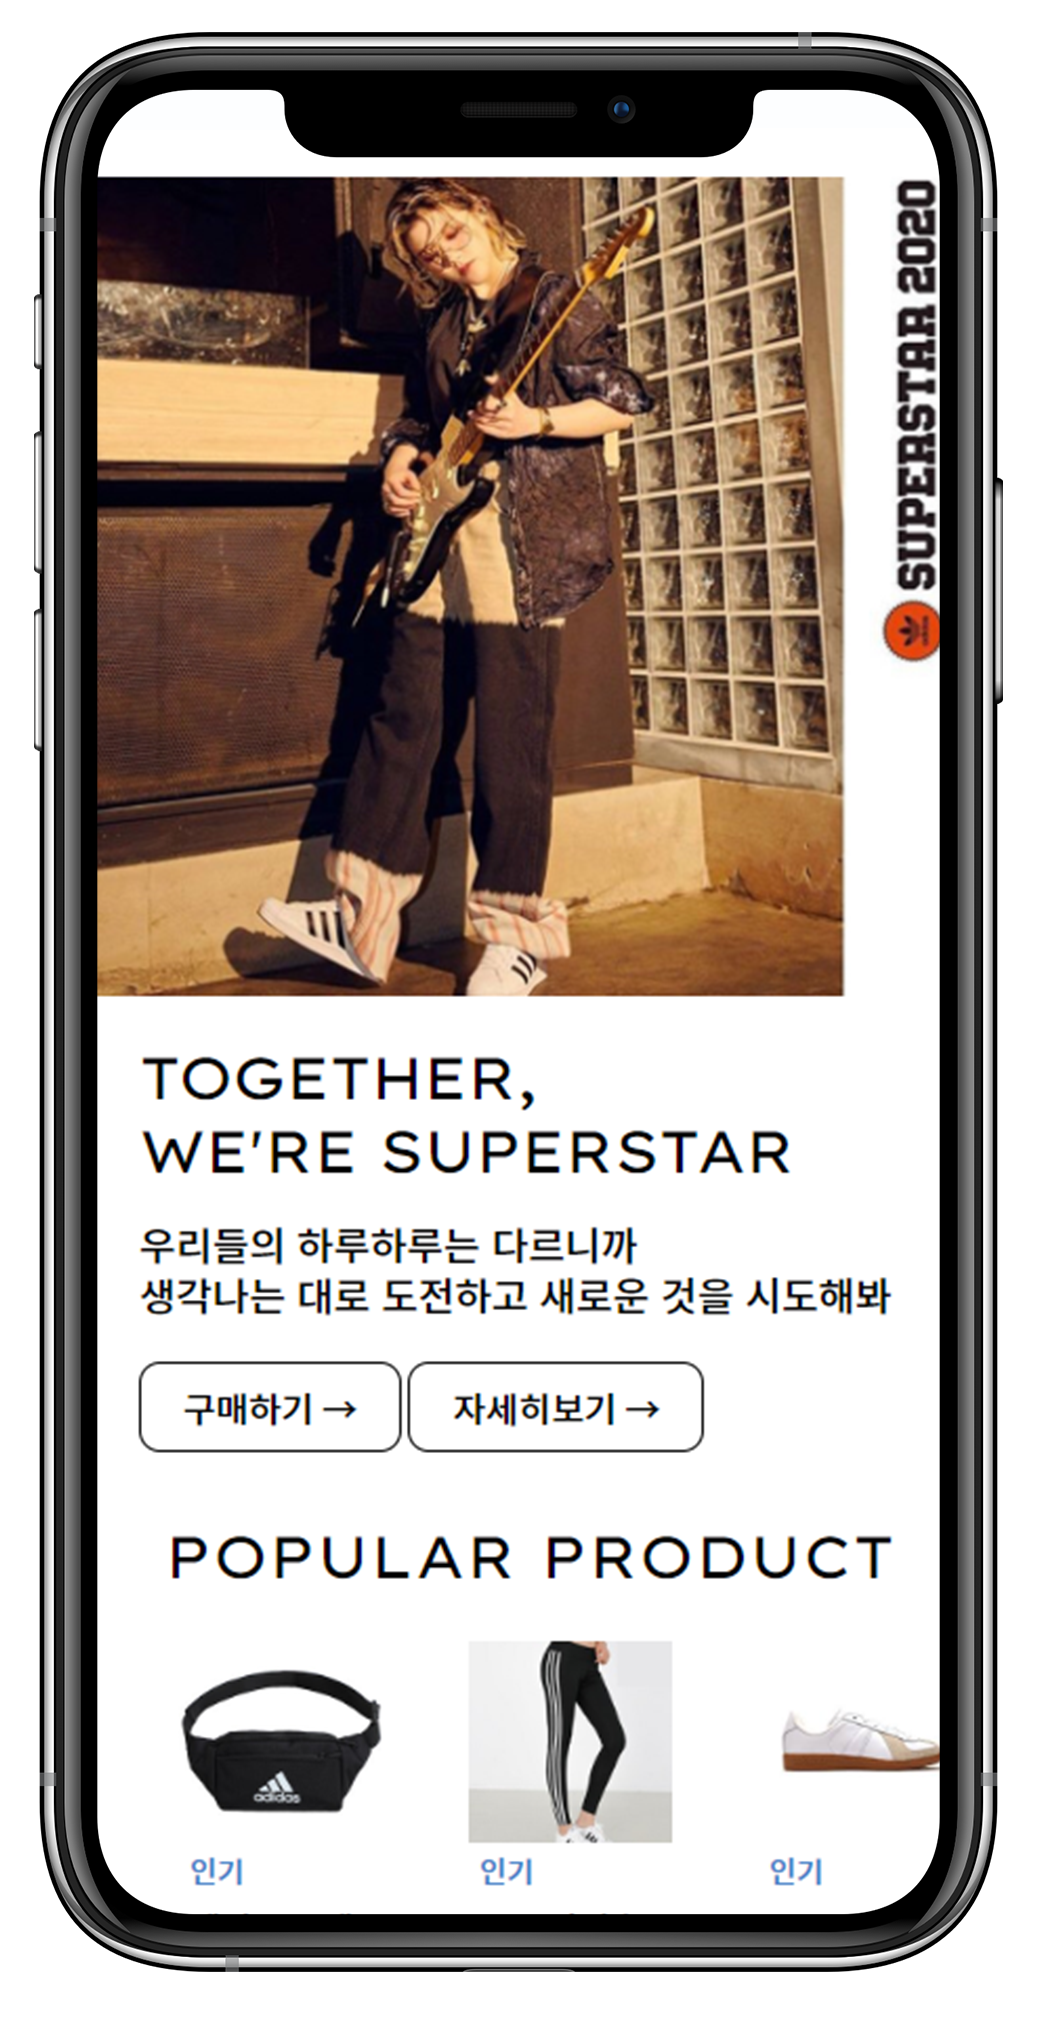 SUPERSTAR 2020
TOGETHER,
WE'RE SUPERSTAR
우리들의 하루하루는 다르니까
생각나는 대로 도전하고 새로운 것을 시도해봐
구매하기 → 자세히보기 →
POPULAR PRODUCT
adidas
인기 인기 인기